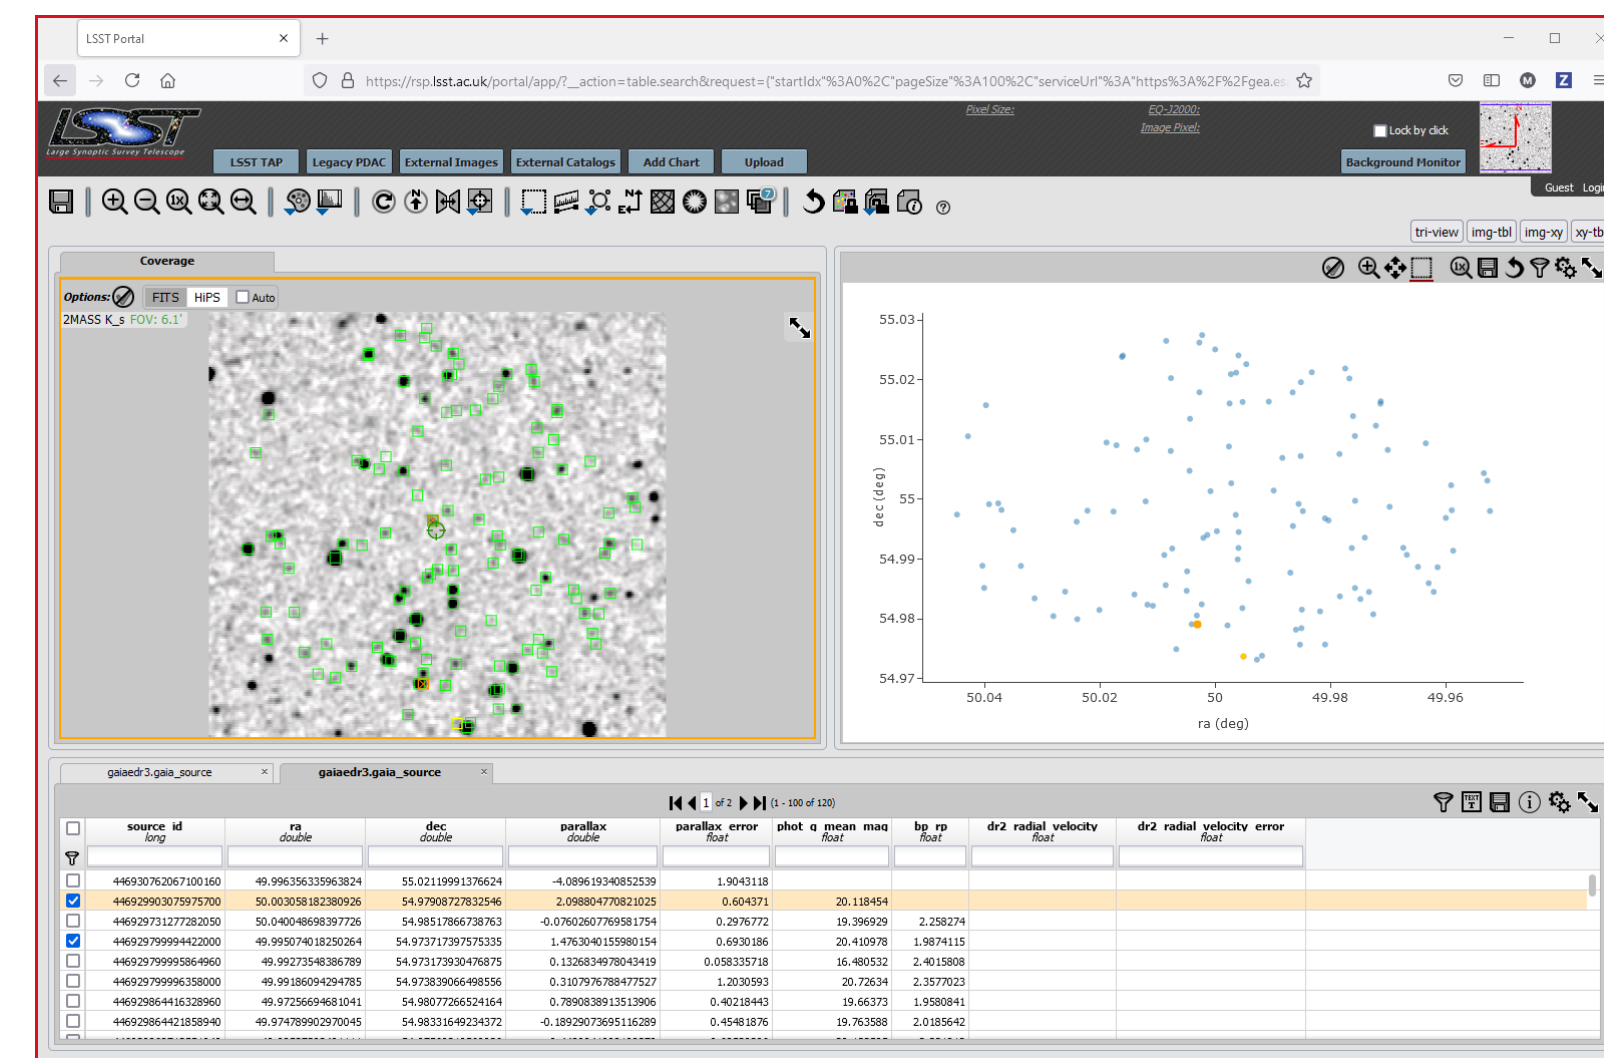 LSST Portal × +
https://rsp.lsst.ac.uk/portal/app/?__action=table.search&request={"startIdx"%3A0%2C"pageSize"%3A100%2C"serviceUrl"%3A"https%3A%2F%2Fgea.es
M Z
LSST
Large Synoptic Survey Telescope
Pixel Size: EQ-J2000:
Image Pixel:
Lock by click
LSST TAP Legacy PDAC External Images External Catalogs Add Chart Upload Background Monitor
Guest Logi
tri-view img-tbl img-xy xy-tb
Coverage
Options: FITS HiPS Auto
2MASS K_s FOV: 6.1'
55.03
55.02
55.01
55
54.99
54.98
54.97
dec (deg)
50.04 50.02 50 49.98 49.96
ra (deg)
gaiaedr3.gaia_source × gaiaedr3.gaia_source ×
1 of 2 (1 - 100 of 120)
source_id ra dec parallax parallax_error phot_g_mean_mag bp_rp dr2_radial_velocity dr2_radial_velocity_error
long double double double float float float float float
446930762067100160 49.996356335963824 55.02119991376624 -4.089619340852539 1.9043118
446929903075975700 50.003058182380926 54.97908727832546 2.098804770821025 0.604371 20.118454
446929731277282050 50.040048698397726 54.98517866738763 -0.07602607769581754 0.2976772 19.396929 2.258274
446929799994422000 49.995074018250264 54.973717397575335 1.4763040155980154 0.6930186 20.410978 1.9874115
446929799995864960 49.99273548386789 54.973173930476875 0.1326834978043419 0.058335718 16.480532 2.4015808
446929799996358000 49.99186094294785 54.973839066498556 0.3107976788477527 1.2030593 20.72634 2.3577023
446929864416328960 49.97256694681041 54.98077266524164 0.7890838913513906 0.40218443 19.66373 1.9580841
446929864421858940 49.974789902970045 54.98331649234372 -0.18929073695116289 0.45481876 19.763588 2.0185642